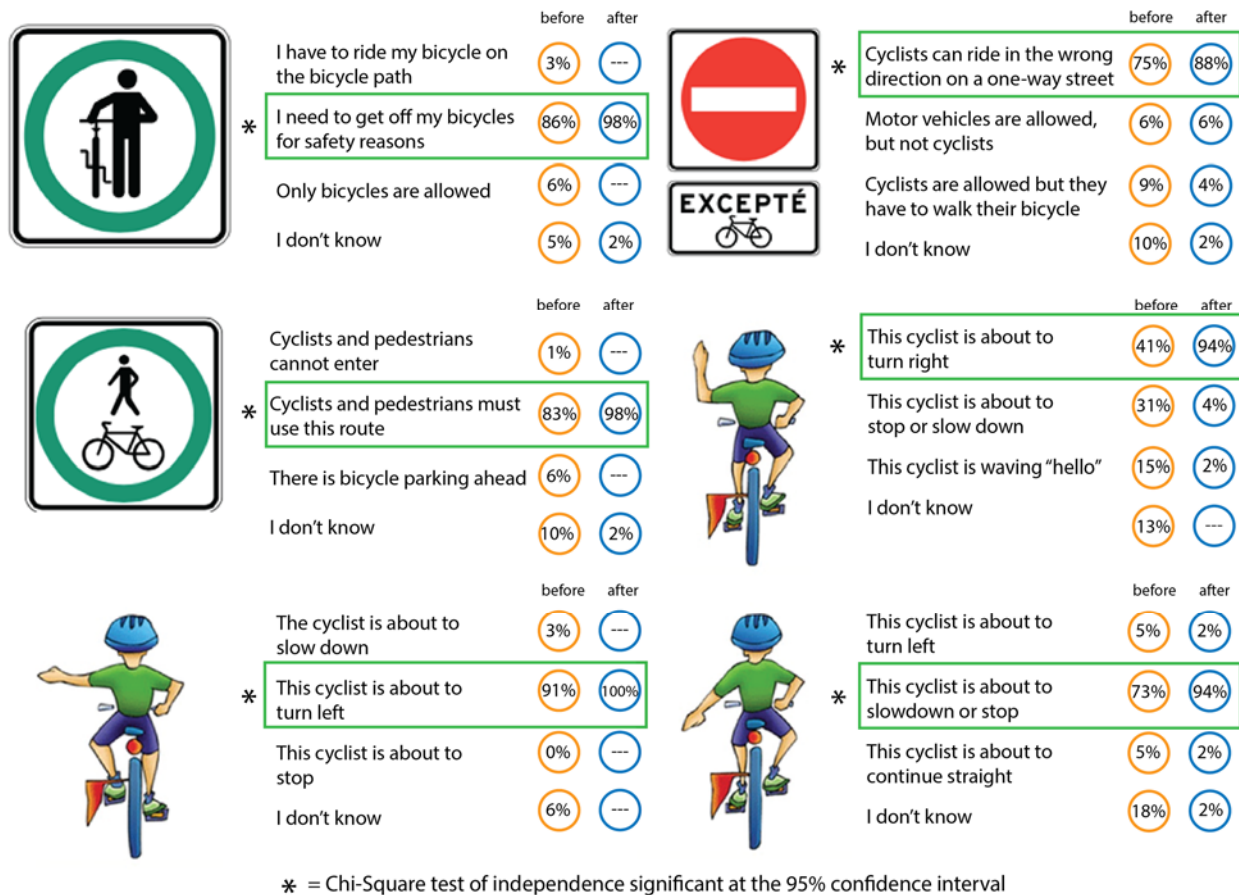 before after
I have to ride my bicycle on
the bicycle path
3% ---
* I need to get off my bicycles
for safety reasons
86% 98%
Only bicycles are allowed
6% ---
I don't know
5% 2%
before after
* Cyclists can ride in the wrong
direction on a one-way street
75% 88%
Motor vehicles are allowed,
but not cyclists
6% 6%
Cyclists are allowed but they
have to walk their bicycle
9% 4%
I don't know
10% 2%
EXCEPTÉ
before after
Cyclists and pedestrians
cannot enter
1% ---
* Cyclists and pedestrians must
use this route
83% 98%
There is bicycle parking ahead
6% ---
I don't know
10% 2%
before after
* This cyclist is about to
turn right
41% 94%
This cyclist is about to
stop or slow down
31% 4%
This cyclist is waving “hello”
15% 2%
I don't know
13% ---
before after
The cyclist is about to
slow down
3% ---
* This cyclist is about to
turn left
91% 100%
This cyclist is about to
stop
0% ---
I don't know
6% ---
before after
This cyclist is about to
turn left
5% 2%
* This cyclist is about to
slowdown or stop
73% 94%
This cyclist is about to
continue straight
5% 2%
I don't know
18% 2%
* = Chi-Square test of independence significant at the 95% confidence interval